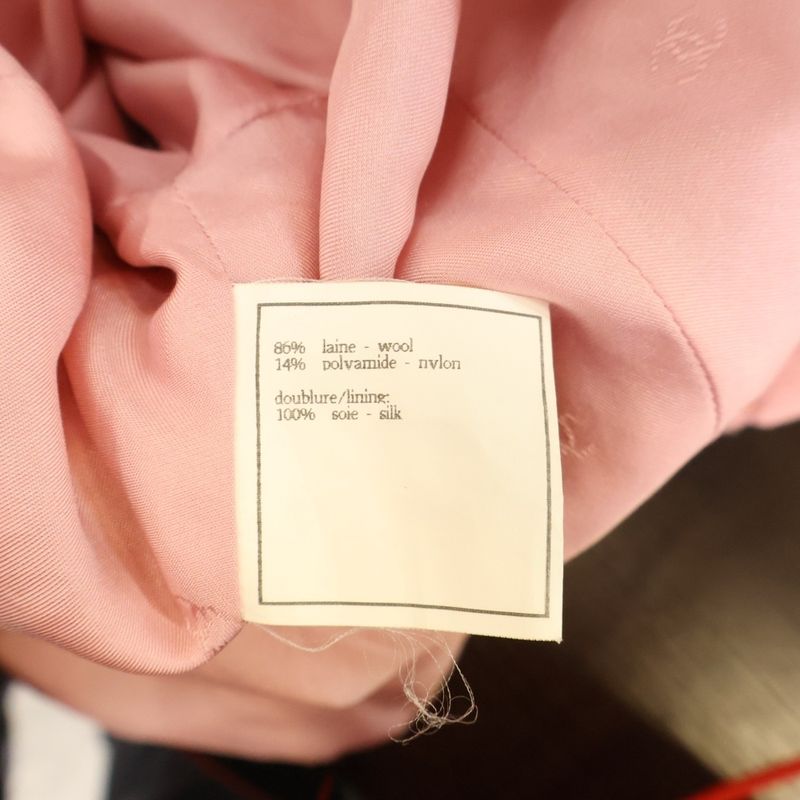 86% laine - wool
14% polyamide - nylon
doublure/lining:
100% soie - silk